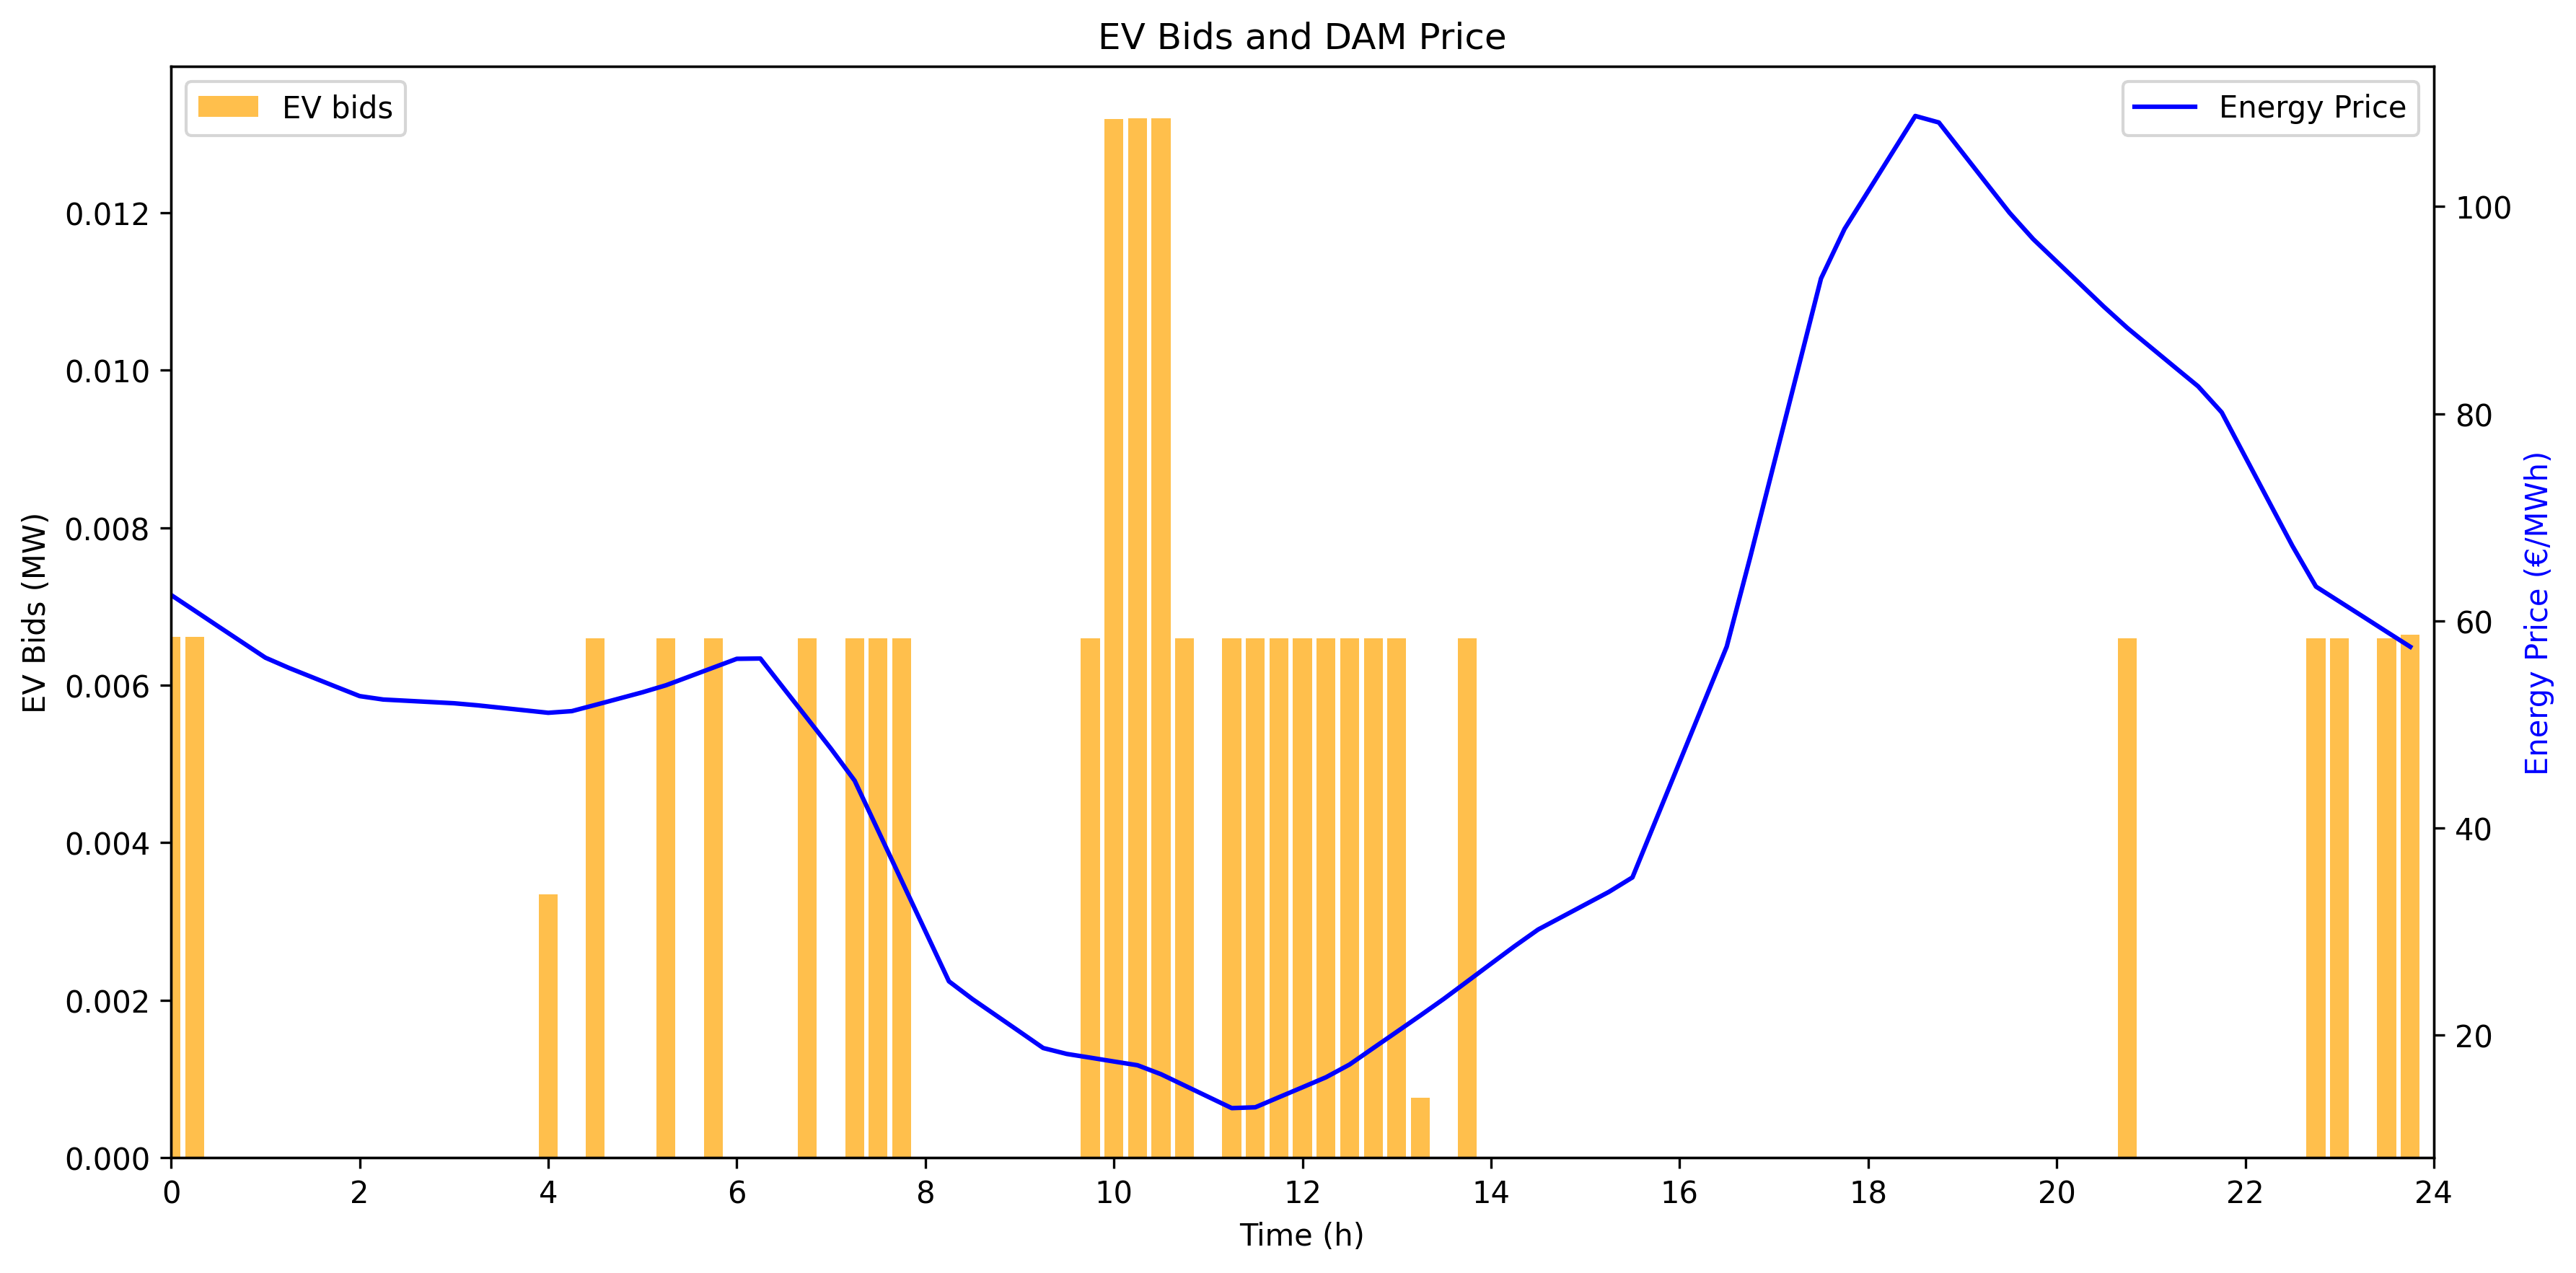 EV Bids and DAM Price
EV bids
Energy Price
EV Bids (MW)
0.012
0.010
0.008
0.006
0.004
0.002
0.000
100
80
60
40
20
Energy Price (€/MWh)
0 2 4 6 8 10 12 14 16 18 20 22 24
Time (h)